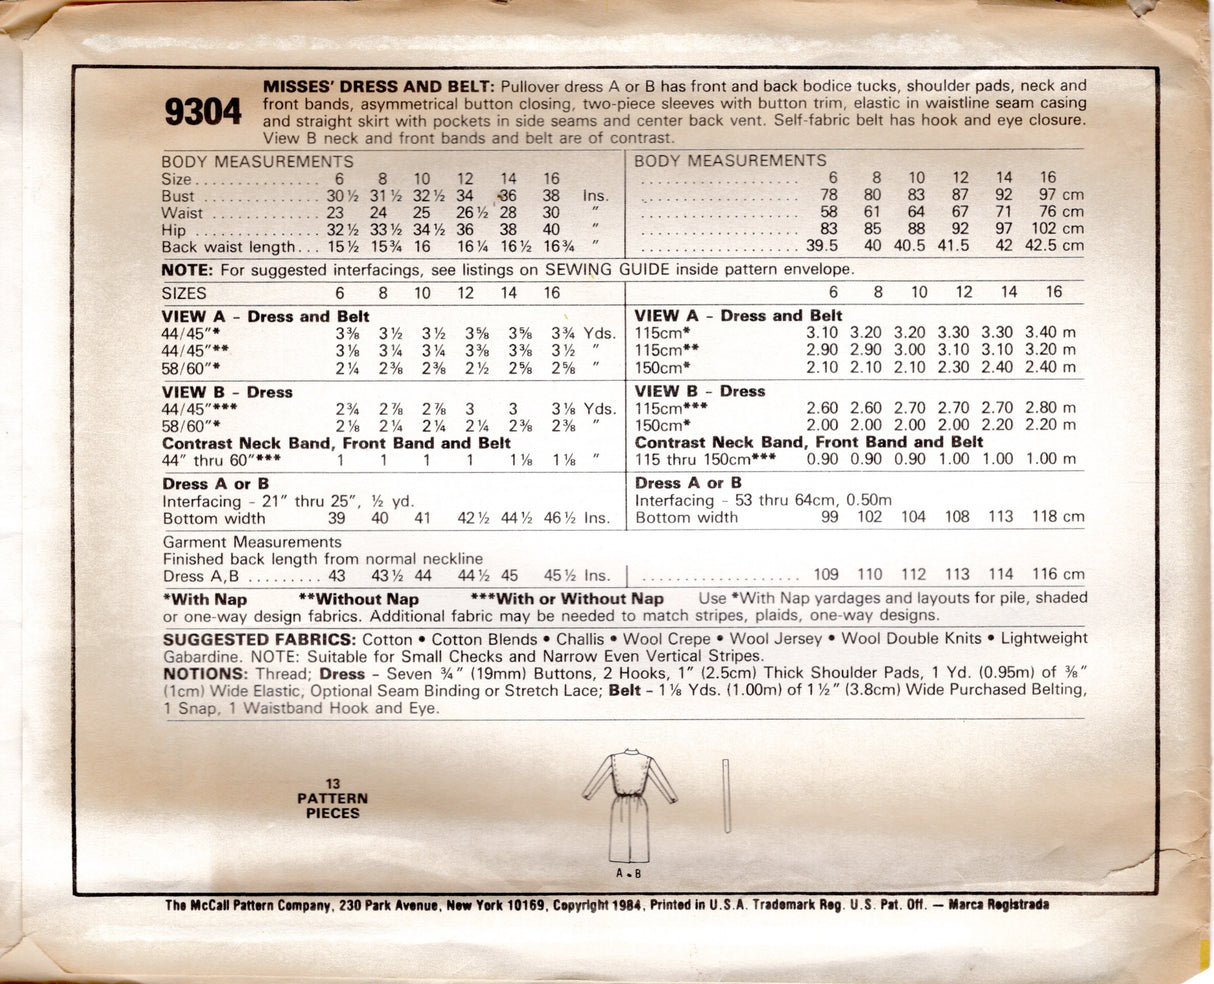 9304
MISSES' DRESS AND BELT: Pullover dress A or B has front and back bodice tucks, shoulder pads, neck and
front bands, asymmetrical button closing, two-piece sleeves with button trim, elastic in waistline seam casing
and straight skirt with pockets in side seams and center back vent. Self-fabric belt has hook and eye closure.
View B neck and front bands and belt are of contrast.
BODY MEASUREMENTS BODY MEASUREMENTS
Size . . . . . . . . . . . . . . . . 6 8 10 12 14 16 . . . . . . . . . . . . . . . . . . . . 6 8 10 12 14 16
Bust . . . . . . . . . . . . . . 30½ 31½ 32½ 34 36 38 Ins. . . . . . . . . . . . . . . . . . . . . 78 80 83 87 92 97 cm
Waist . . . . . . . . . . . . . 23 24 25 26½ 28 30 " . . . . . . . . . . . . . . . . . . . . 58 61 64 67 71 76 cm
Hip . . . . . . . . . . . . . . . 32½ 33½ 34½ 36 38 40 " . . . . . . . . . . . . . . . . . . . . 83 85 88 92 97 102 cm
Back waist length . . . 15½ 15¾ 16 16¼ 16½ 16¾ " . . . . . . . . . . . . . . . . . . . . 39.5 40 40.5 41.5 42 42.5 cm
NOTE: For suggested interfacings, see listings on SEWING GUIDE inside pattern envelope.
SIZES 6 8 10 12 14 16 6 8 10 12 14 16
VIEW A - Dress and Belt VIEW A - Dress and Belt
44/45"* 3⅜ 3½ 3½ 3⅝ 3⅝ 3¾ Yds. 115cm* 3.10 3.20 3.20 3.30 3.30 3.40 m
44/45"** 3⅛ 3¼ 3¼ 3⅜ 3⅜ 3½ " 115cm** 2.90 2.90 3.00 3.10 3.10 3.20 m
58/60"* 2¼ 2⅜ 2⅜ 2½ 2⅝ 2⅝ " 150cm* 2.10 2.10 2.10 2.30 2.40 2.40 m
VIEW B - Dress VIEW B - Dress
44/45"*** 2¾ 2⅞ 2⅞ 3 3 3⅛ Yds. 115cm*** 2.60 2.60 2.70 2.70 2.70 2.80 m
58/60"* 2⅛ 2¼ 2¼ 2¼ 2⅜ 2⅜ " 150cm* 2.00 2.00 2.00 2.00 2.20 2.20 m
Contrast Neck Band, Front Band and Belt Contrast Neck Band, Front Band and Belt
44" thru 60"*** 1 1 1 1 1⅛ 1⅛ " 115 thru 150cm*** 0.90 0.90 0.90 1.00 1.00 1.00 m
Dress A or B Dress A or B
Interfacing - 21" thru 25", ½ yd. Interfacing - 53 thru 64cm, 0.50m
Bottom width 39 40 41 42½ 44½ 46½ Ins. Bottom width 99 102 104 108 113 118 cm
Garment Measurements
Finished back length from normal neckline
Dress A,B . . . . . . . . . 43 43½ 44 44½ 45 45½ Ins. . . . . . . . . . . . . . . . . . . . . 109 110 112 113 114 116 cm
*With Nap **Without Nap ***With or Without Nap Use *With Nap yardages and layouts for pile, shaded
or one-way design fabrics. Additional fabric may be needed to match stripes, plaids, one-way designs.
SUGGESTED FABRICS: Cotton • Cotton Blends • Challis • Wool Crepe • Wool Jersey • Wool Double Knits • Lightweight
Gabardine. NOTE: Suitable for Small Checks and Narrow Even Vertical Stripes.
NOTIONS: Thread; Dress - Seven ¾" (19mm) Buttons, 2 Hooks, 1" (2.5cm) Thick Shoulder Pads, 1 Yd. (0.95m) of ⅜"
(1cm) Wide Elastic, Optional Seam Binding or Stretch Lace; Belt - 1⅛ Yds. (1.00m) of 1½" (3.8cm) Wide Purchased Belting,
1 Snap, 1 Waistband Hook and Eye.
13
PATTERN
PIECES
A • B
The McCall Pattern Company, 230 Park Avenue, New York 10169, Copyright 1984, Printed in U.S.A. Trademark Reg. U.S. Pat. Off. — Marca Registrada